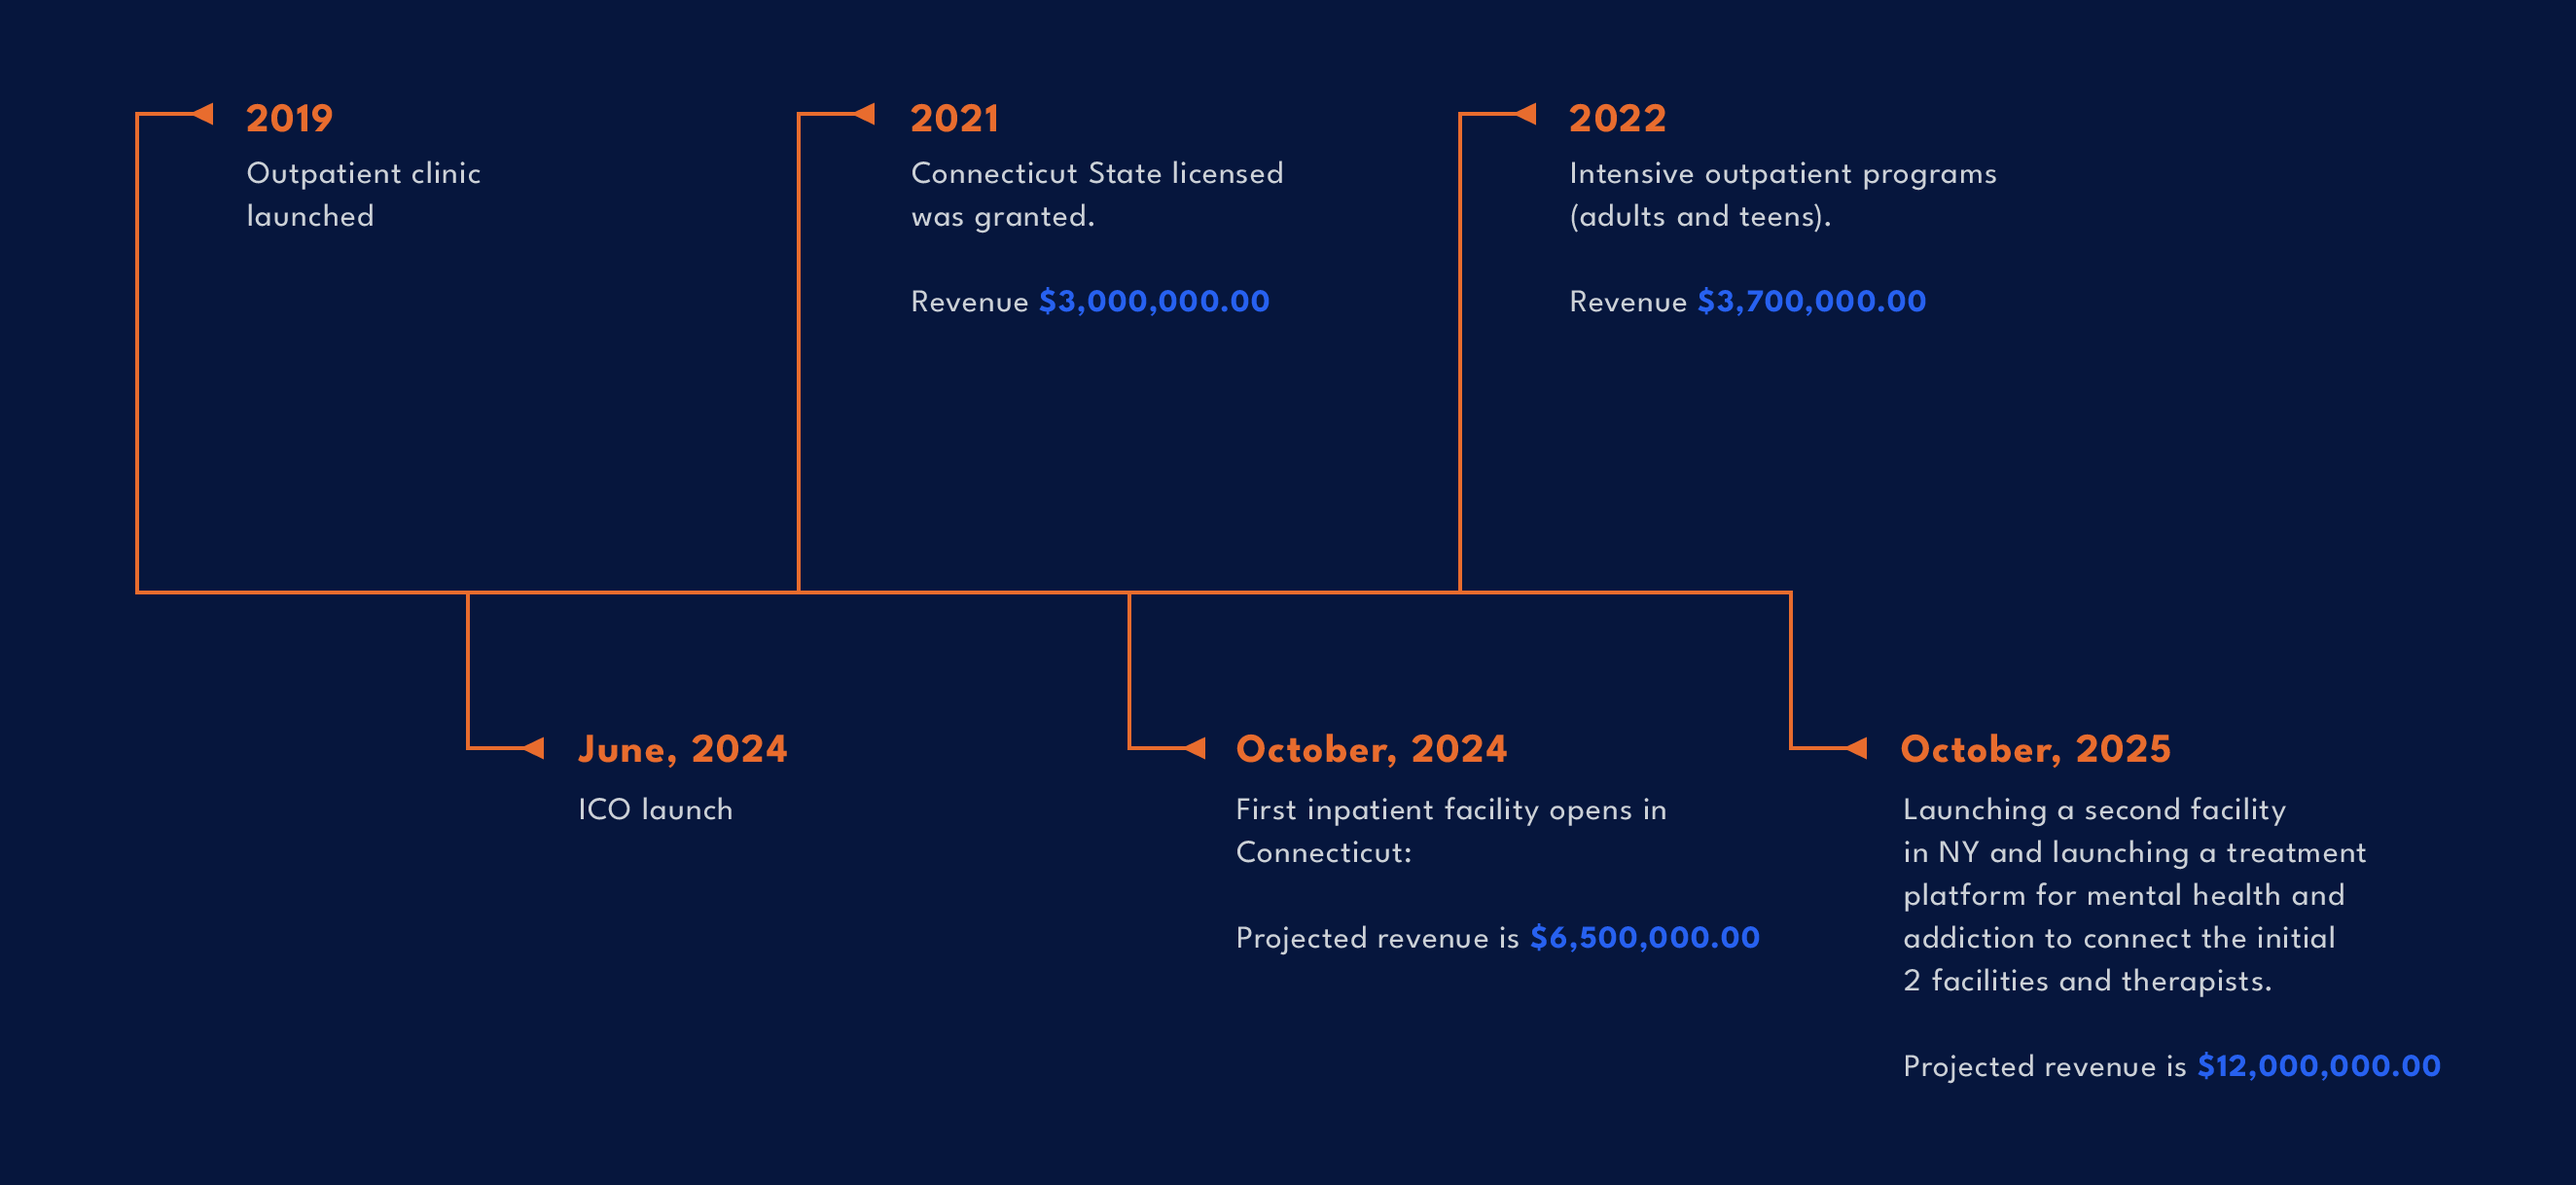 2019
Outpatient clinic
launched
2021
Connecticut State licensed
was granted.
Revenue $3,000,000.00
2022
Intensive outpatient programs
(adults and teens).
Revenue $3,700,000.00
June, 2024
ICO launch
October, 2024
First inpatient facility opens in
Connecticut:
Projected revenue is $6,500,000.00
October, 2025
Launching a second facility
in NY and launching a treatment
platform for mental health and
addiction to connect the initial
2 facilities and therapists.
Projected revenue is $12,000,000.00